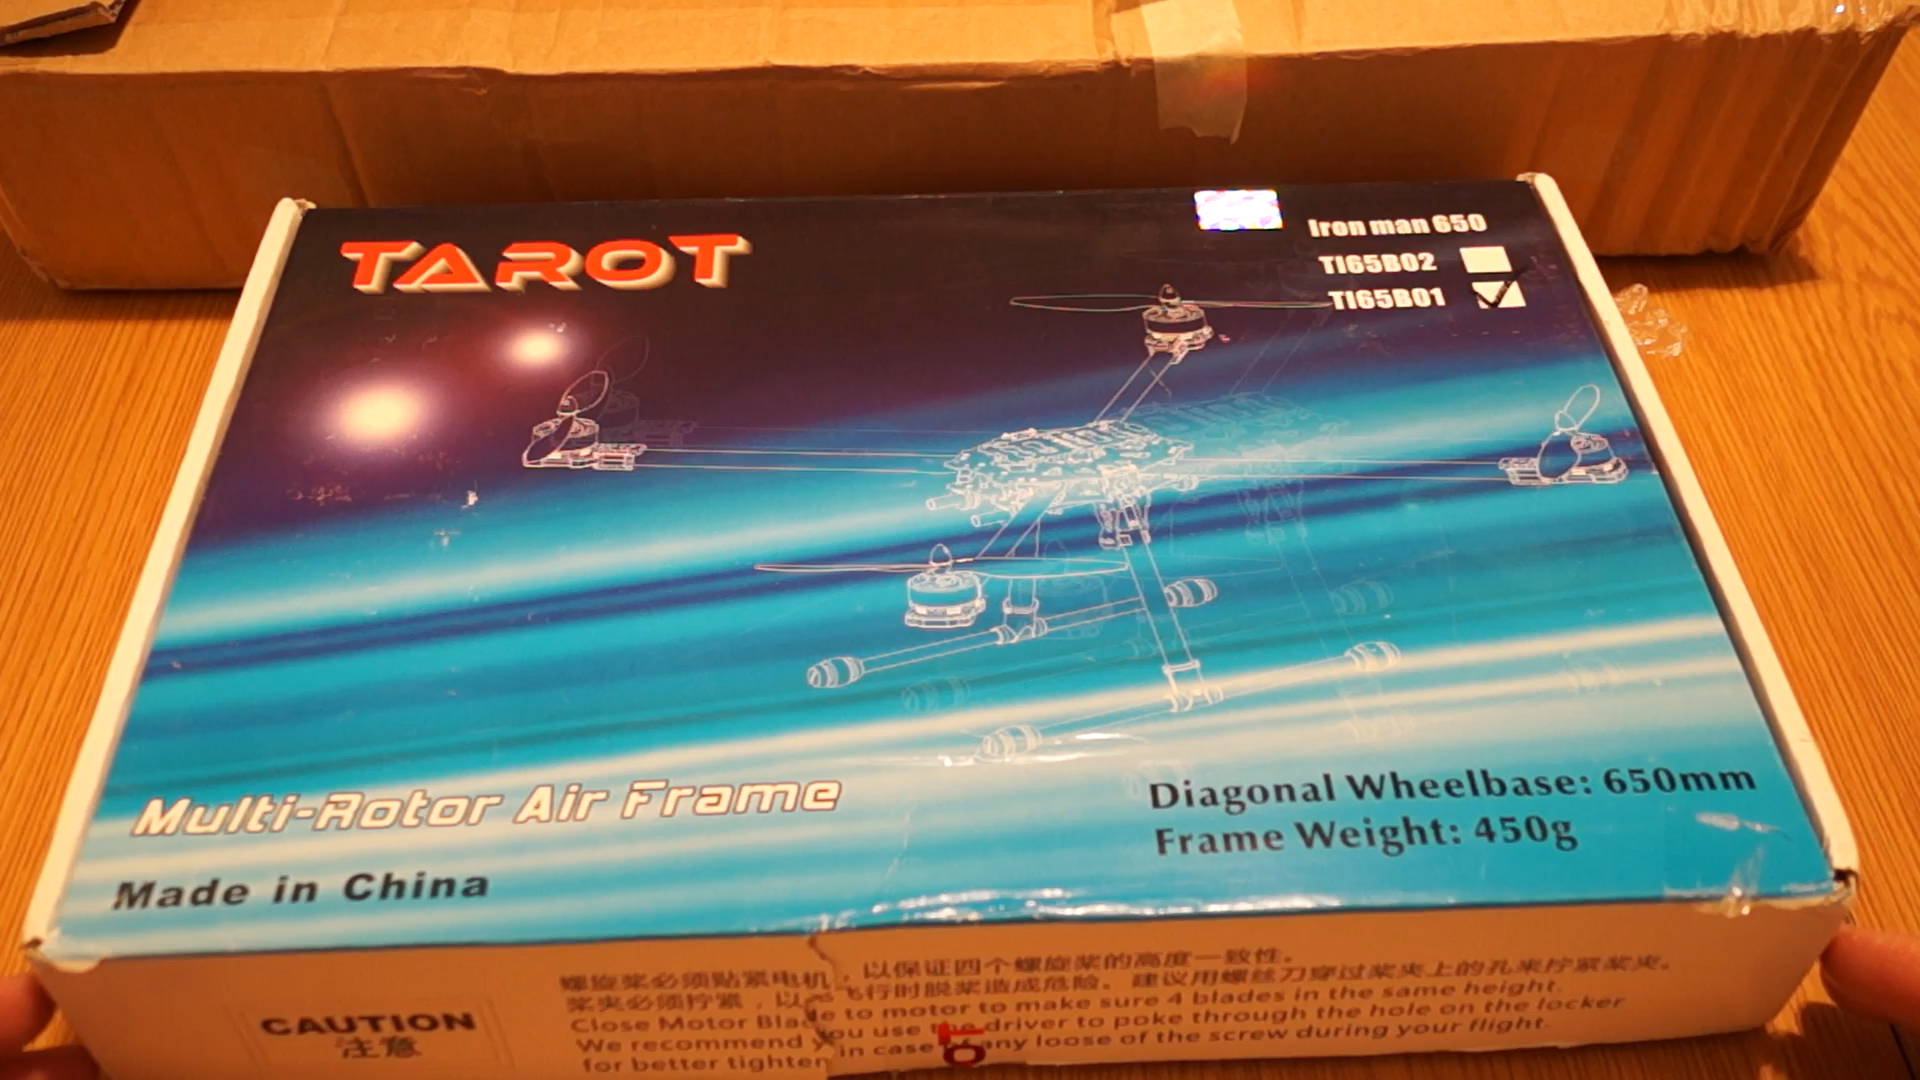 TAROT
Iron man 650
TI65B02
TI65B01
Multi-Rotor Air Frame
Made in China
Diagonal Wheelbase: 650mm
Frame Weight: 450g
CAUTION
注意
螺旋桨必须贴紧电机，以保证四个螺旋桨的高度一致性。
桨夹必须拧紧，以 飞行时脱桨造成危险。建议用螺丝刀穿过桨夹上的孔来拧紧桨夹。
Close Motor Blade to motor to make sure 4 blades in the same height.
We recommend you use the driver to poke through the hole on the locker
for better tighten in case of any loose of the screw during your flight.